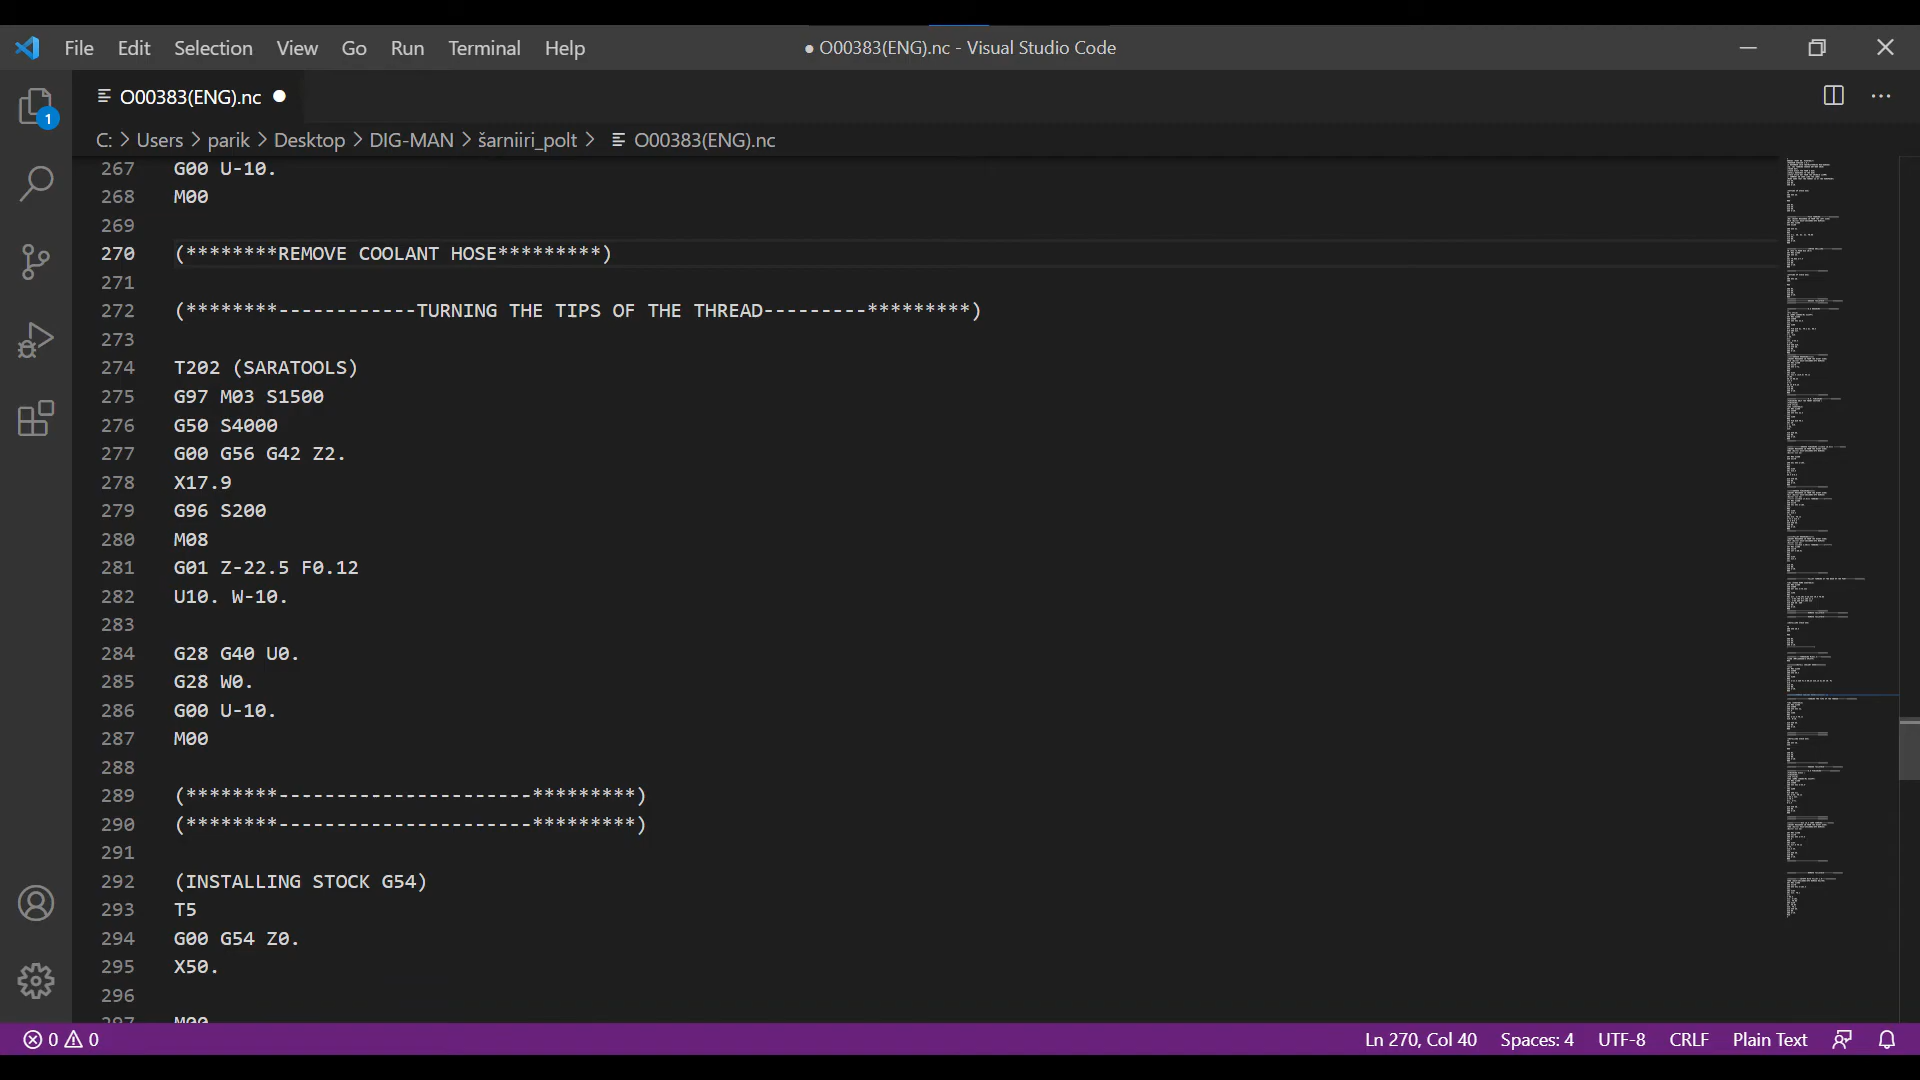 File Edit Selection View Go Run Terminal Help ● O00383(ENG).nc - Visual Studio Code
O00383(ENG).nc ●
C: > Users > parik > Desktop > DIG-MAN > šarniiri_polt > O00383(ENG).nc
1
267 G00 U-10.
268 M00
269
270 (********REMOVE COOLANT HOSE*********)
271
272 (********------------TURNING THE TIPS OF THE THREAD---------*********)
273
274 T202 (SARATOOLS)
275 G97 M03 S1500
276 G50 S4000
277 G00 G56 G42 Z2.
278 X17.9
279 G96 S200
280 M08
281 G01 Z-22.5 F0.12
282 U10. W-10.
283
284 G28 G40 U0.
285 G28 W0.
286 G00 U-10.
287 M00
288
289 (********----------------------*********)
290 (********----------------------*********)
291
292 (INSTALLING STOCK G54)
293 T5
294 G00 G54 Z0.
295 X50.
296
297 M00
0 0 Ln 270, Col 40 Spaces: 4 UTF-8 CRLF Plain Text